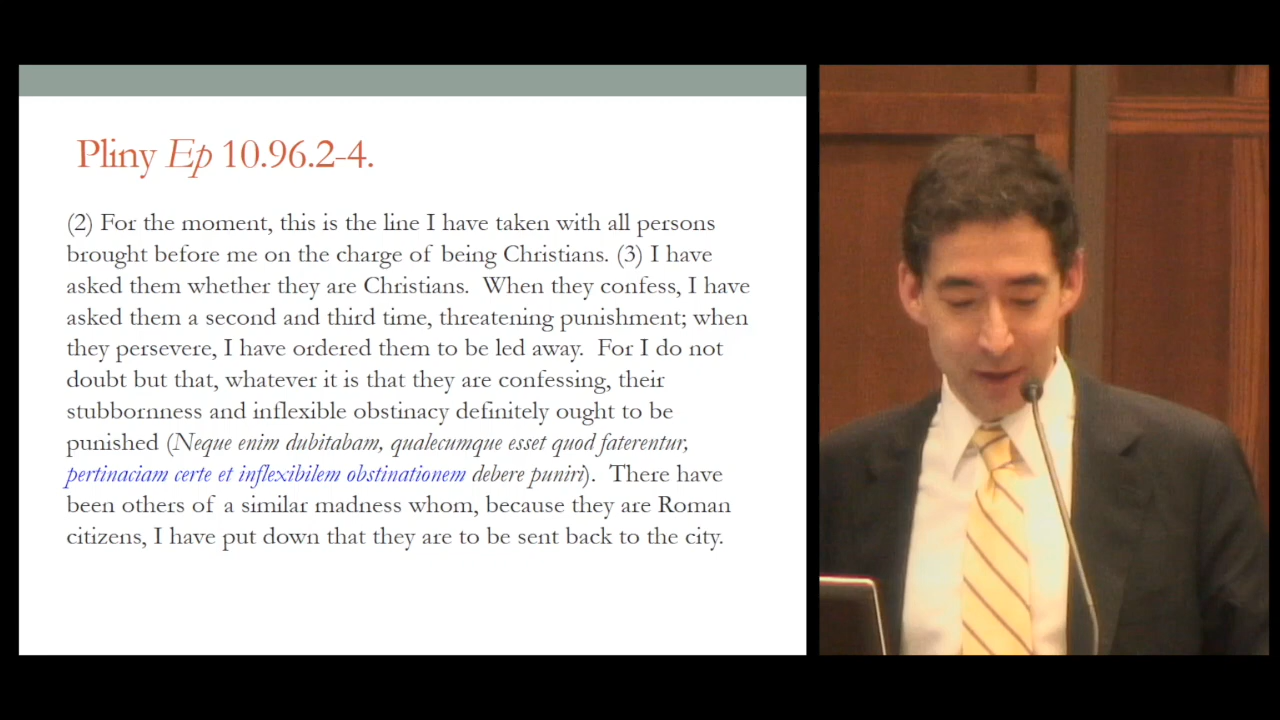 Pliny Ep 10.96.2-4.
(2) For the moment, this is the line I have taken with all persons
brought before me on the charge of being Christians. (3) I have
asked them whether they are Christians.  When they confess, I have
asked them a second and third time, threatening punishment; when
they persevere, I have ordered them to be led away.  For I do not
doubt but that, whatever it is that they are confessing, their
stubbornness and inflexible obstinacy definitely ought to be
punished (Neque enim dubitabam, qualecumque esset quod faterentur,
pertinaciam certe et inflexibilem obstinationem debere puniri).  There have
been others of a similar madness whom, because they are Roman
citizens, I have put down that they are to be sent back to the city.